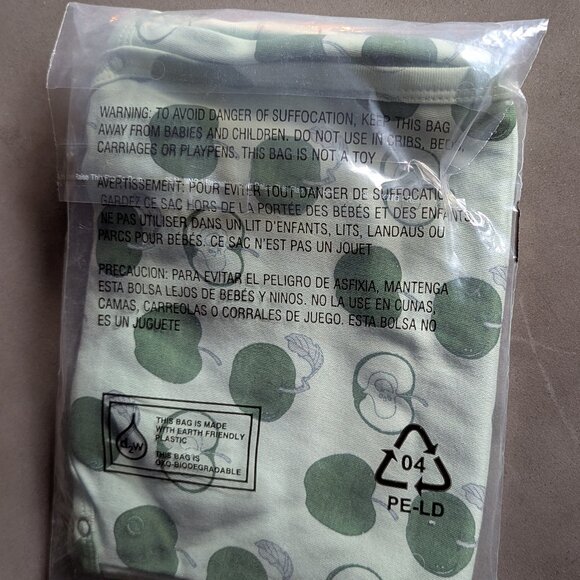 WARNING: TO AVOID DANGER OF SUFFOCATION, KEEP THIS BAG
AWAY FROM BABIES AND CHILDREN. DO NOT USE IN CRIBS,
CARRIAGES OR PLAYPENS. THIS BAG IS NOT A TOY
AVERTISSEMENT: POUR EVITER TOUT DANGER DE SUFFOCATIO
GARDEZ CE SAC HORS DE LA PORTÉE DES BÉBÉS ET DES ENFANTS
NE PAS UTILISER DANS UN LIT D'ENFANTS, LITS, LANDAUS OU
PARCS POUR BÉBÉS. CE SAC N'EST PAS UN JOUET
PRECAUCION: PARA EVITAR EL PELIGRO DE ASFIXIA, MANTENGA
ESTA BOLSA LEJOS DE BEBÉS Y NINOS. NO LA USE EN CUNAS,
CAMAS, CARREOLAS O CORRALES DE JUEGO. ESTA BOLSA NO
ES UN JUGUETE
d2w
THIS BAG IS MADE
WITH EARTH FRIENDLY
PLASTIC
THIS BAG IS
OXO-BIODEGRADABLE
04
PE-LD